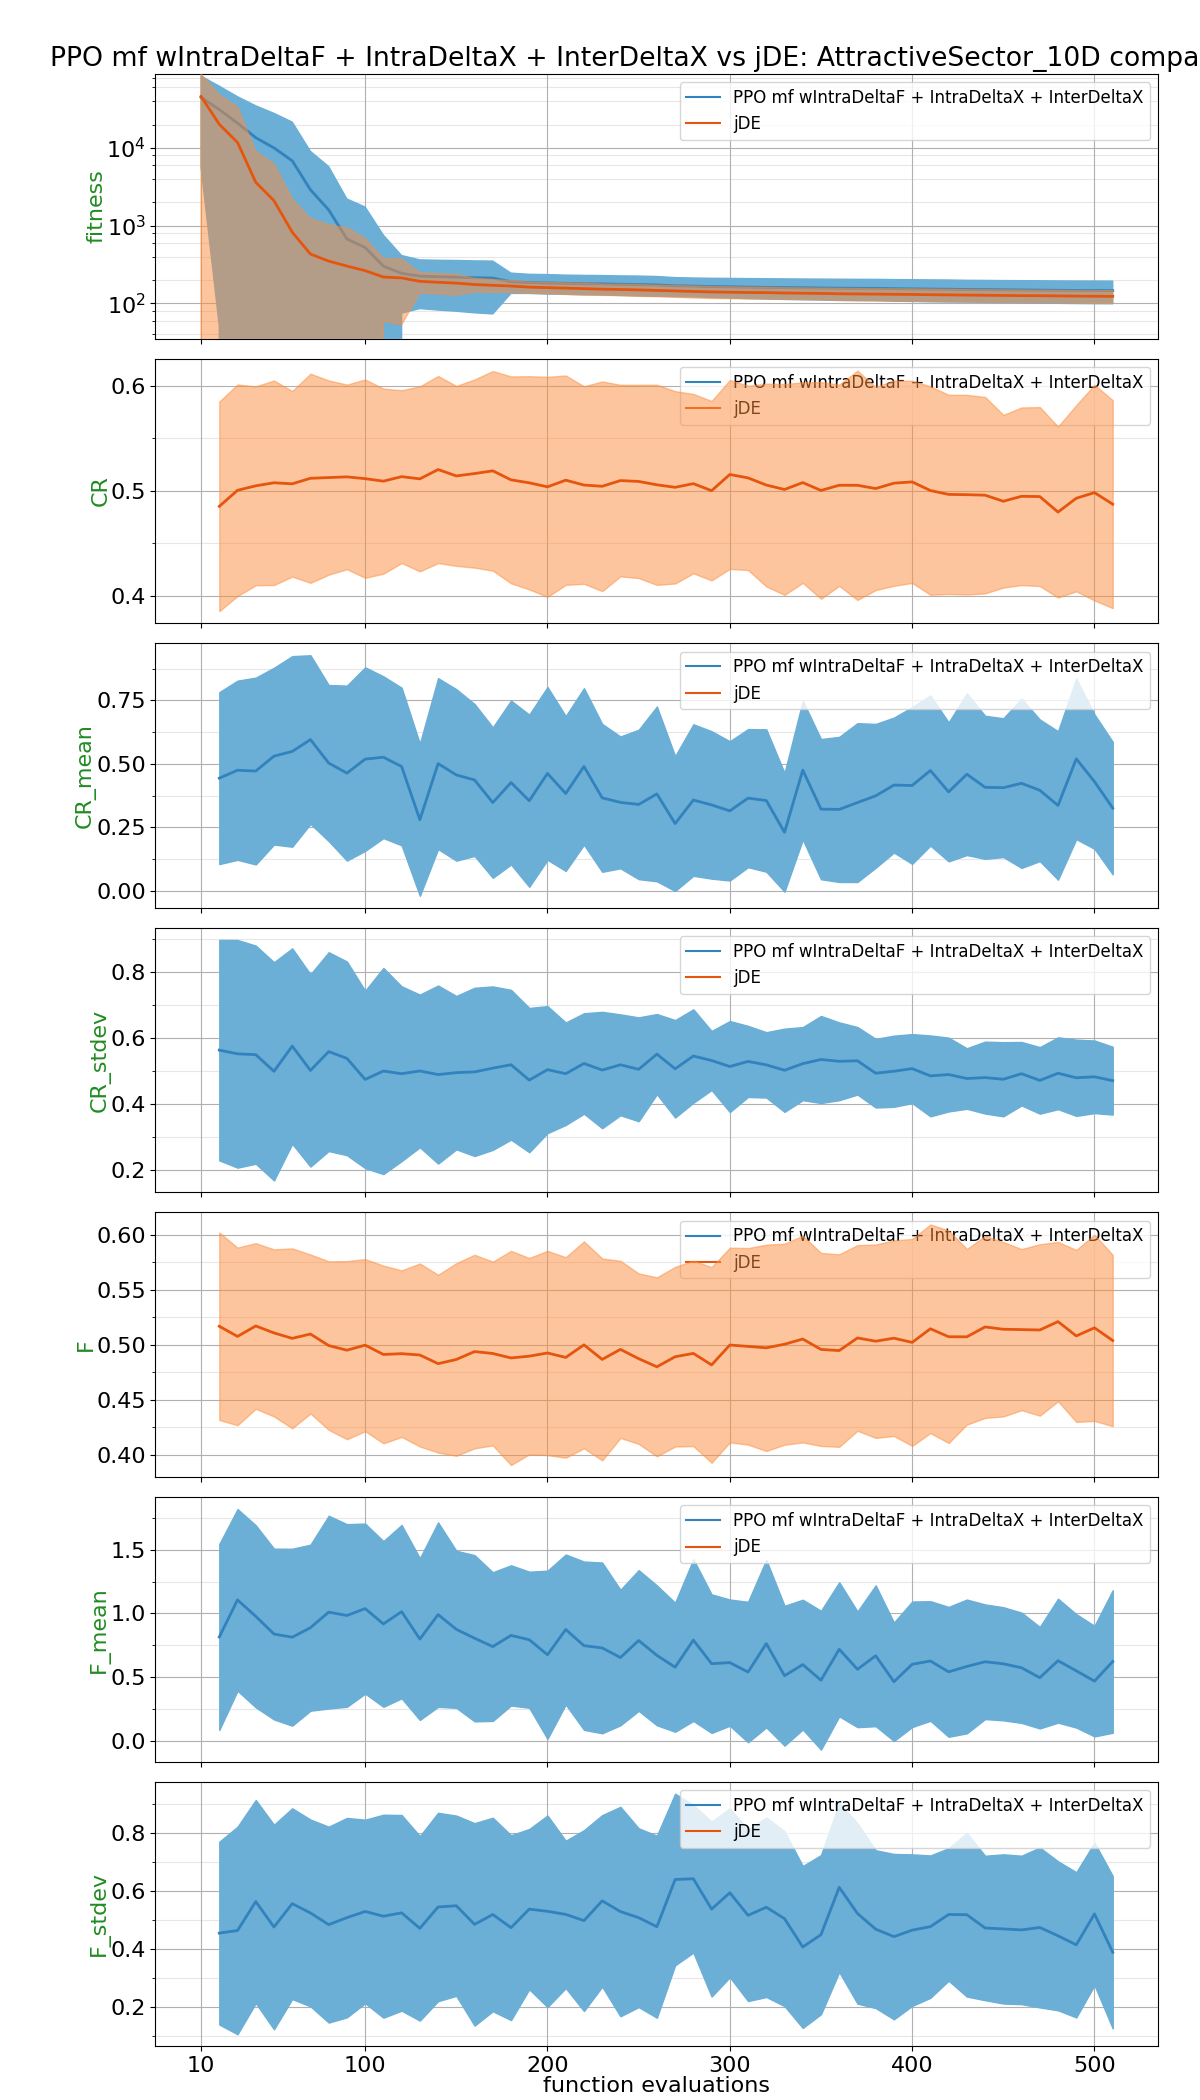 PPO mf wIntraDeltaF + IntraDeltaX + InterDeltaX vs jDE: AttractiveSector_10D compa
PPO mf wIntraDeltaF + IntraDeltaX + InterDeltaX
jDE
10^4
10^3
10^2
fitness
PPO mf wIntraDeltaF + IntraDeltaX + InterDeltaX
jDE
0.6
0.5
0.4
CR
PPO mf wIntraDeltaF + IntraDeltaX + InterDeltaX
jDE
0.75
0.50
0.25
0.00
CR_mean
PPO mf wIntraDeltaF + IntraDeltaX + InterDeltaX
jDE
0.8
0.6
0.4
0.2
CR_stdev
PPO mf wIntraDeltaF + IntraDeltaX + InterDeltaX
jDE
0.60
0.55
0.50
0.45
0.40
F
PPO mf wIntraDeltaF + IntraDeltaX + InterDeltaX
jDE
1.5
1.0
0.5
0.0
F_mean
PPO mf wIntraDeltaF + IntraDeltaX + InterDeltaX
jDE
0.8
0.6
0.4
0.2
F_stdev
10 100 200 300 400 500
function evaluations